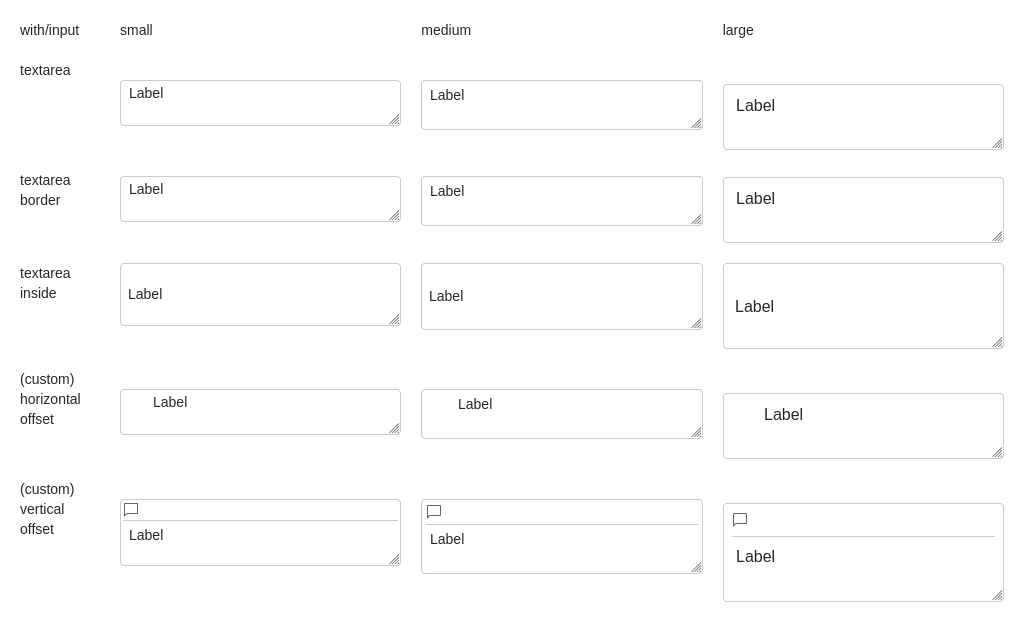 with/input small medium large
textarea
Label Label Label
textarea
border
Label Label Label
textarea
inside
Label Label Label
(custom)
horizontal
offset
Label Label Label
(custom)
vertical
offset
Label Label Label